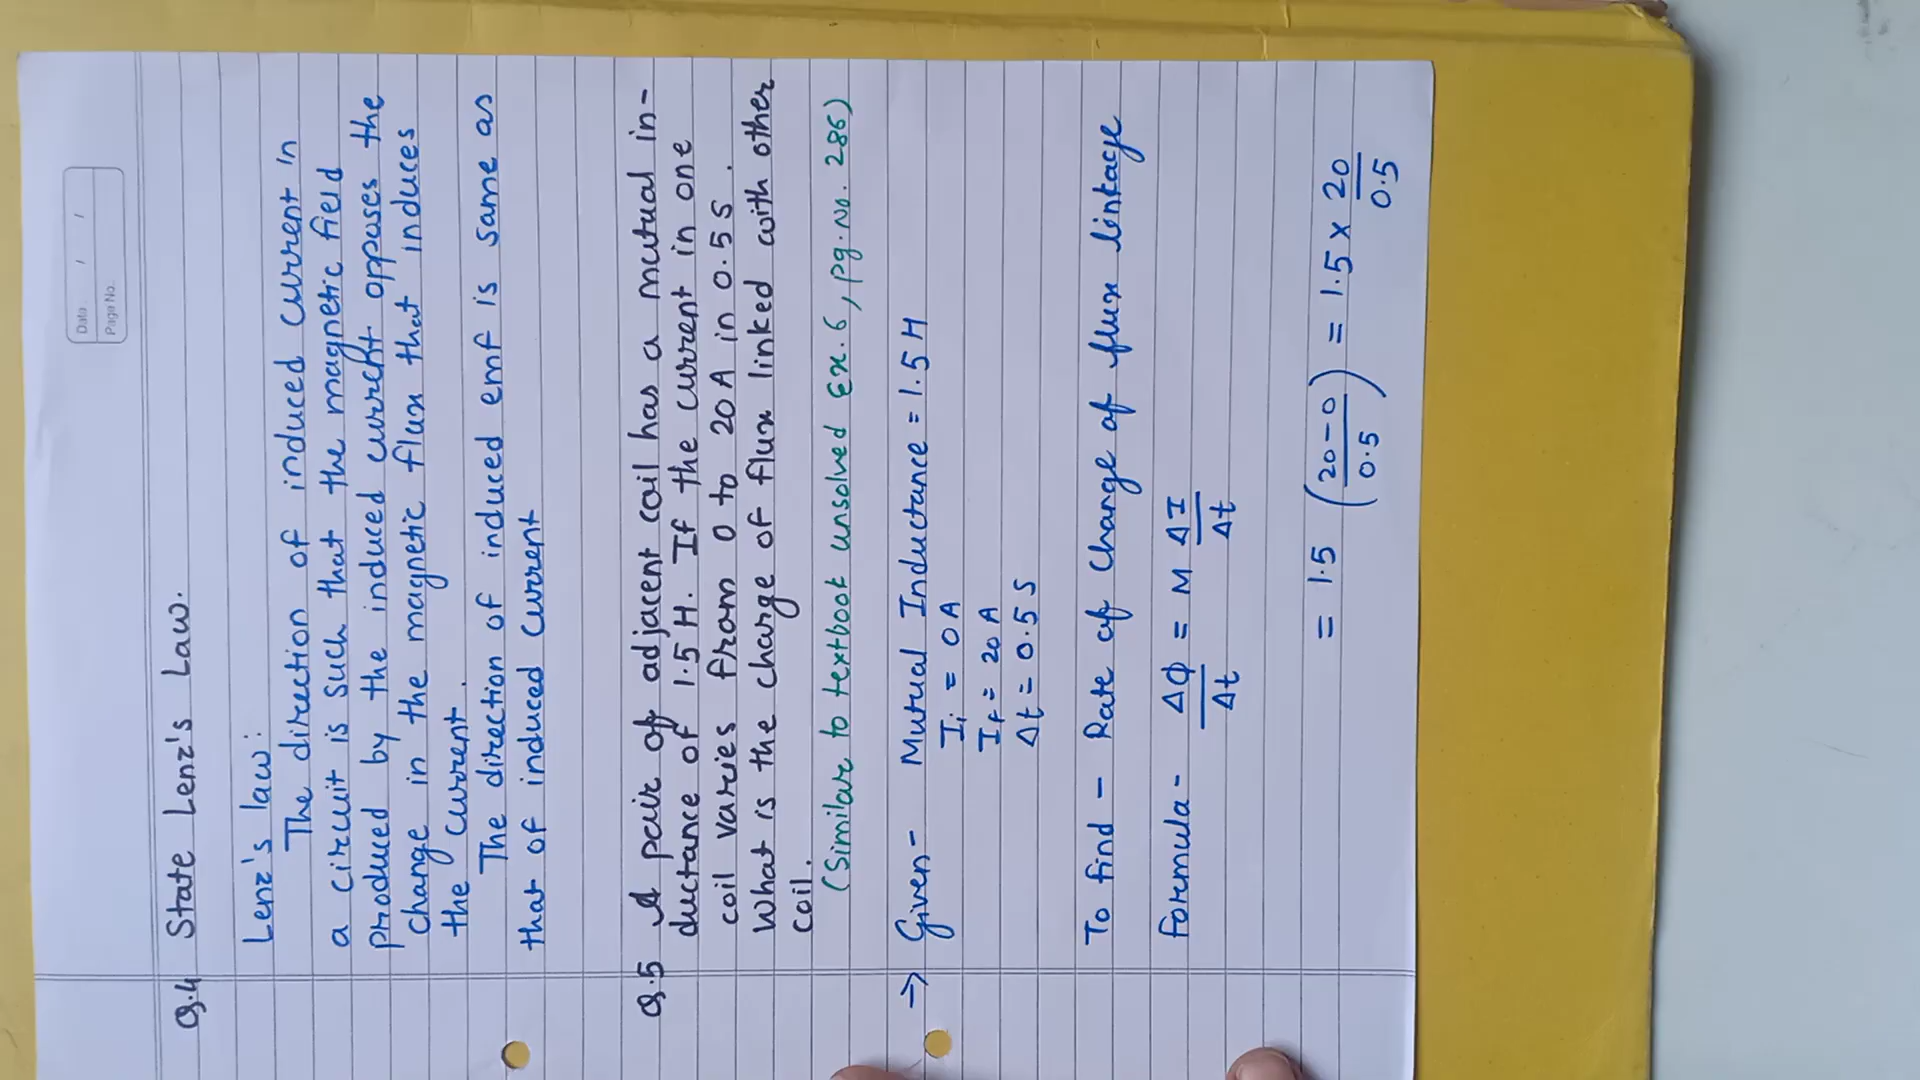 Data / /
Page No.
Q.4 State Lenz's Law.
Lenz's law:
The direction of induced current in
a circuit is such that the magnetic field
produced by the induced current opposes the
change in the magnetic flux that induces
the current.
The direction of induced emf is same as
that of induced current
Q.5 A pair of adjacent coil has a mutual in-
ductance of 1.5 H. If the current in one
coil varies from 0 to 20 A in 0.5 s.
What is the charge of flux linked with other
coil.
(Similar to textboot unsolved Ex. 6, pg. No. 286)
⇒ Given- Mutual Inductance = 1.5 H
Iᵢ = 0 A
I_f = 20 A
Δt = 0.5 s
To find - Rate of Change of flux lintage
formula - Δϕ/Δt = M ΔI/Δt
= 1.5 (20-0/0.5) = 1.5 × 20/0.5